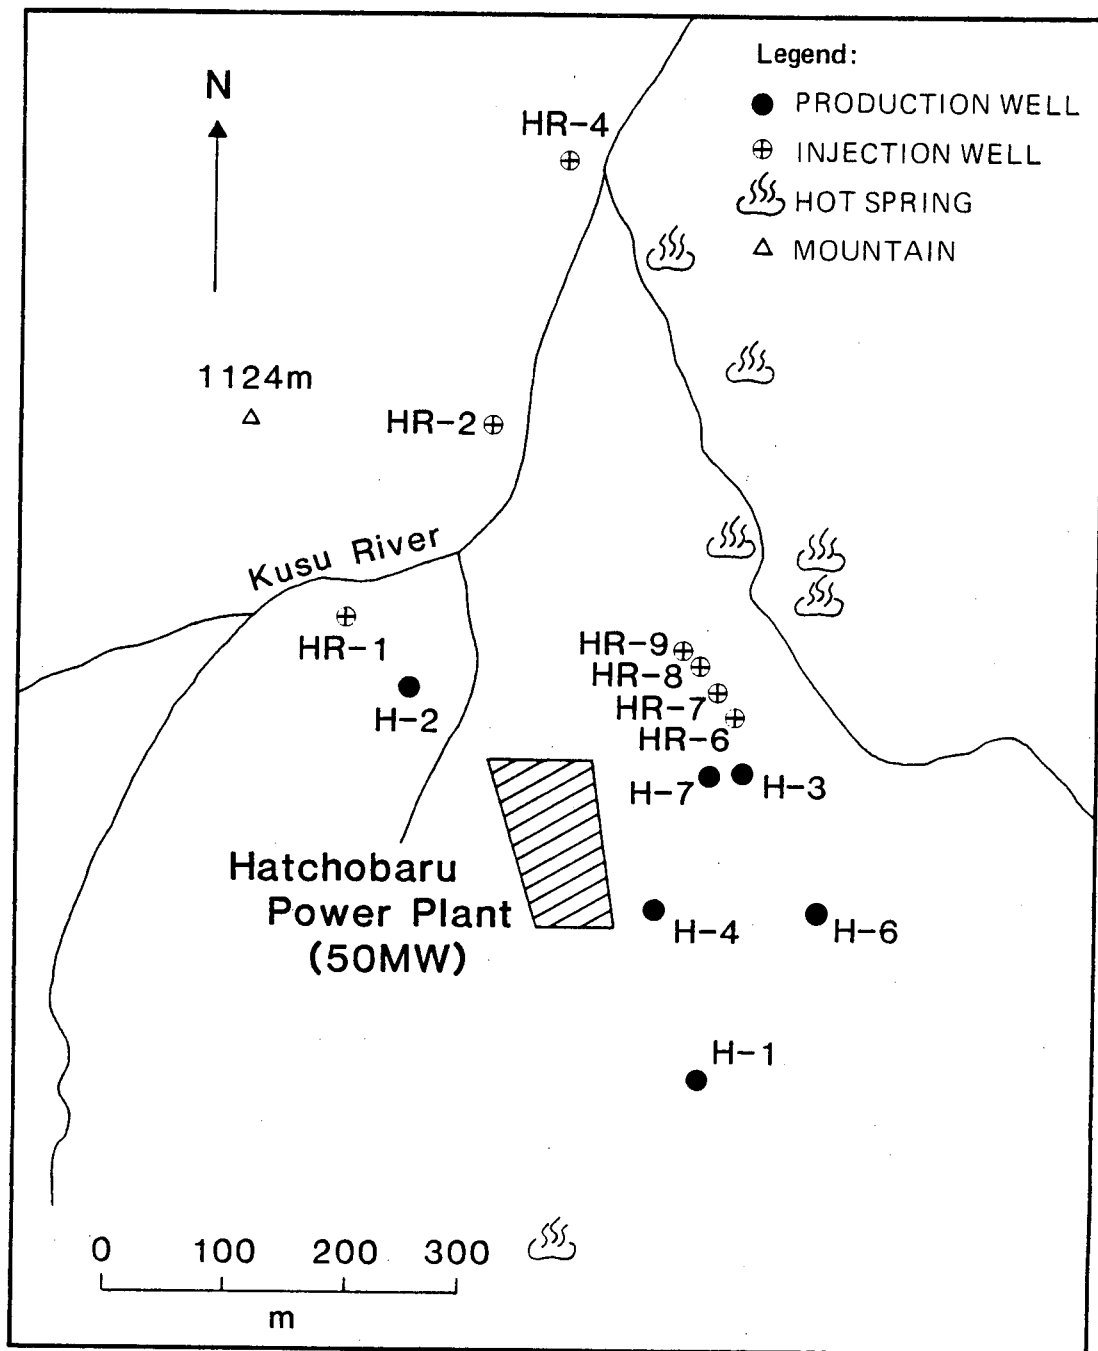 Legend:
N
PRODUCTION WELL
HR-4
INJECTION WELL
HOT SPRING
MOUNTAIN
1124m
HR-2
Kusu River
HR-1
HR-9
HR-8
HR-7
HR-6
H-2
H-7
H-3
Hatchobaru
Power Plant
(50MW)
H-4
H-6
H-1
0 100 200 300
m